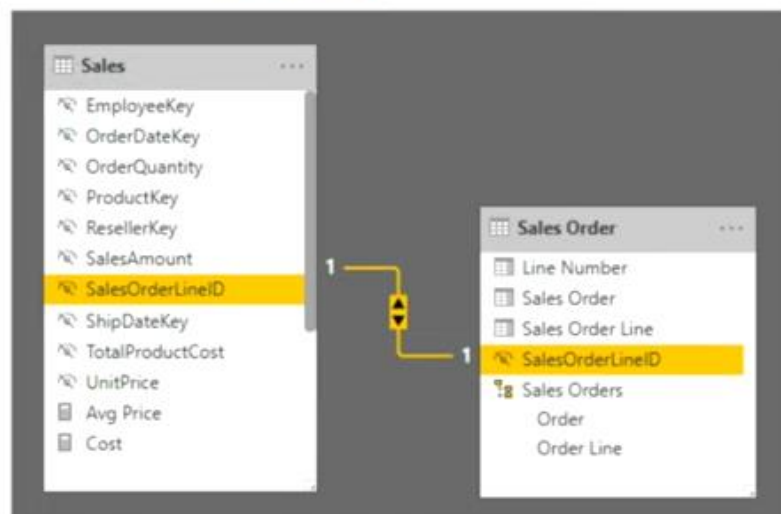 Sales
EmployeeKey
OrderDateKey
OrderQuantity
ProductKey
ResellerKey
SalesAmount
SalesOrderLineID
ShipDateKey
TotalProductCost
UnitPrice
Avg Price
Cost
1
1
Sales Order
Line Number
Sales Order
Sales Order Line
SalesOrderLineID
Sales Orders
Order
Order Line